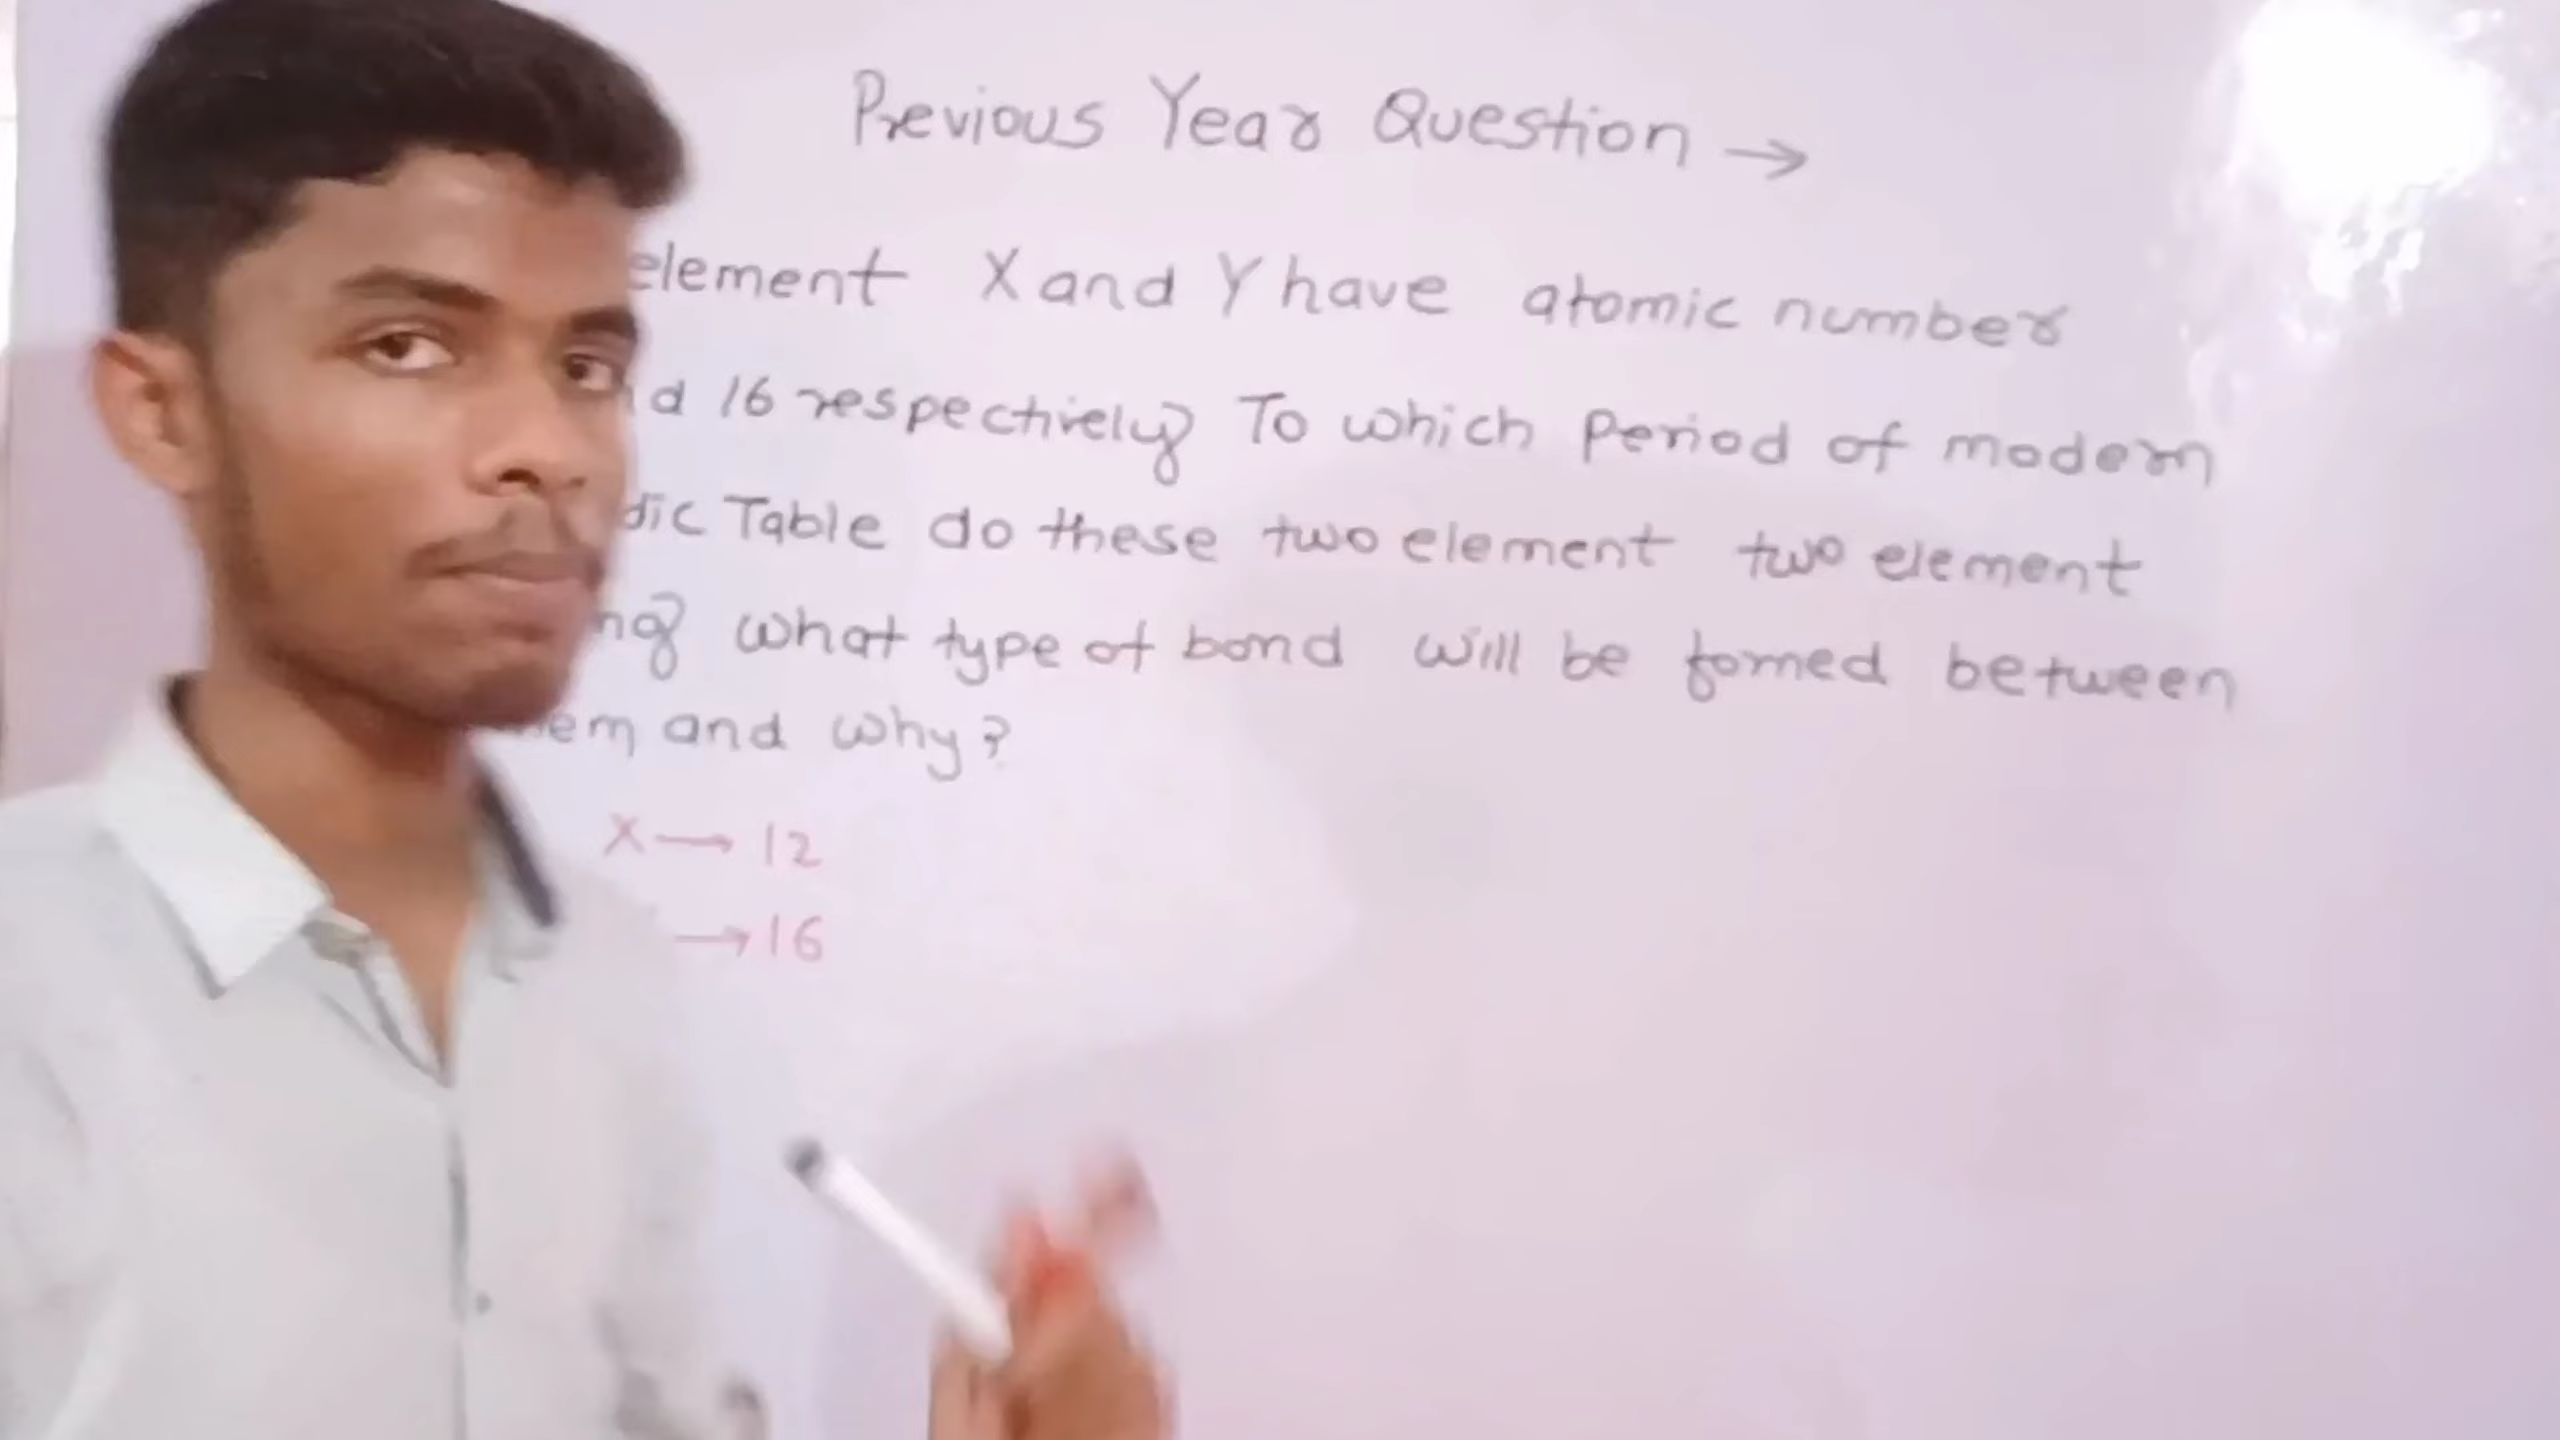 Previous Year Question →
element X and Y have atomic number
d 16 respectively To which Period of modern
dic Table do these two element two element
ng what type of bond will be formed between
em and why?
X → 12
→ 16